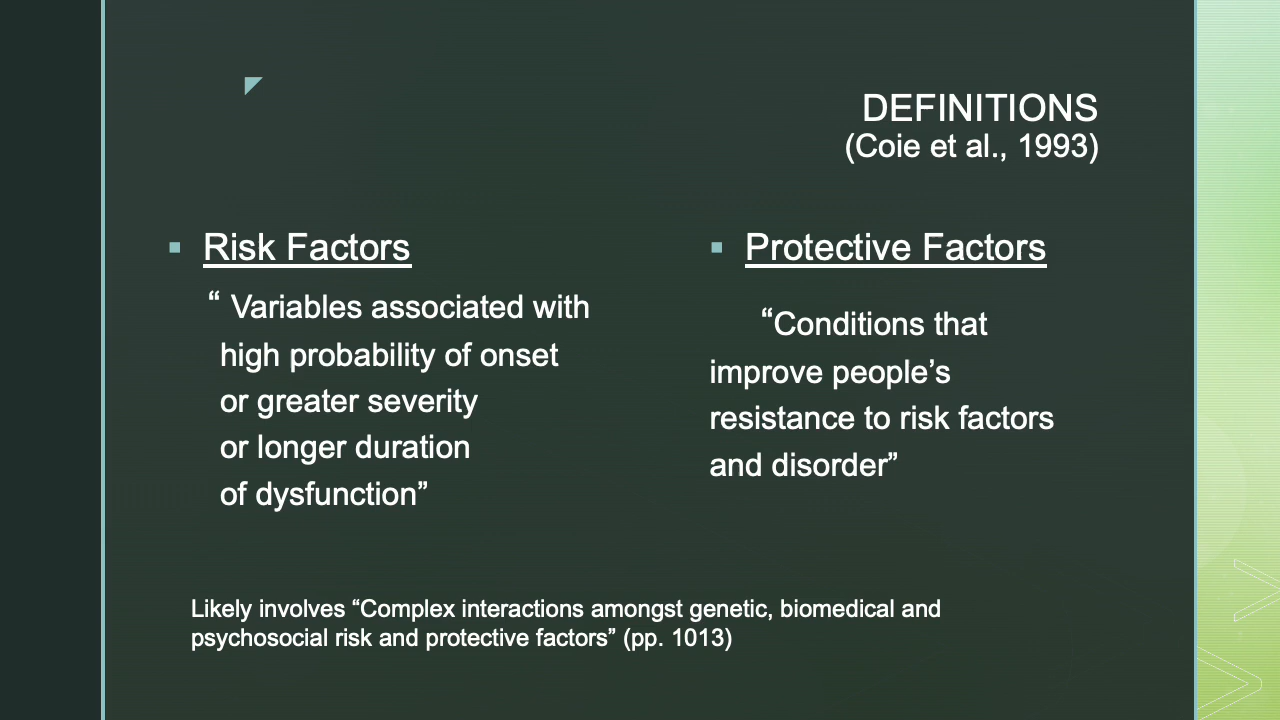 DEFINITIONS
(Coie et al., 1993)
▪ Risk Factors
“ Variables associated with
high probability of onset
or greater severity
or longer duration
of dysfunction”
▪ Protective Factors
“Conditions that
improve people’s
resistance to risk factors
and disorder”
Likely involves “Complex interactions amongst genetic, biomedical and
psychosocial risk and protective factors” (pp. 1013)